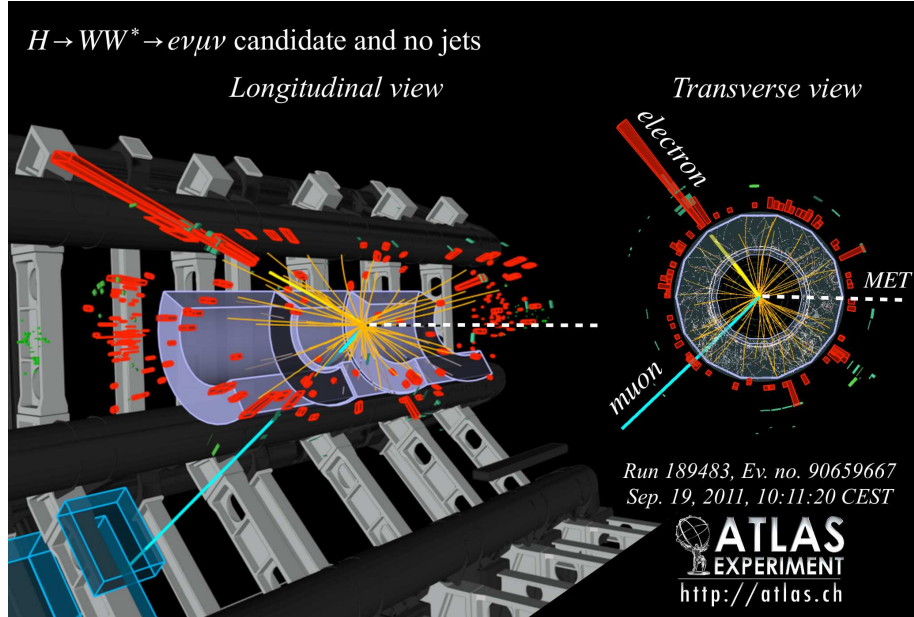 H→WW*→eνμν candidate and no jets
Longitudinal view
Transverse view
electron
MET
muon
Run 189483, Ev. no. 90659667
Sep. 19, 2011, 10:11:20 CEST
ATLAS
EXPERIMENT
http://atlas.ch